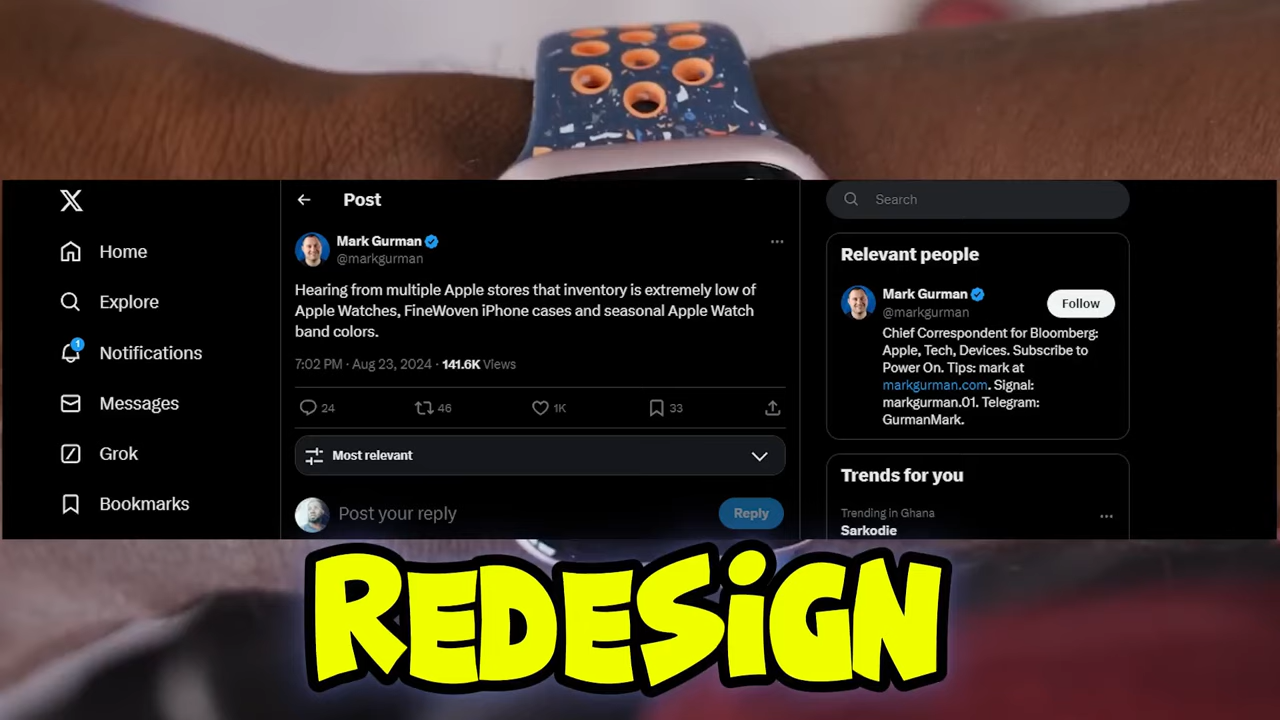 X
Home
Explore
1
Notifications
Messages
Grok
Bookmarks
Post
Mark Gurman
@markgurman
Hearing from multiple Apple stores that inventory is extremely low of
Apple Watches, FineWoven iPhone cases and seasonal Apple Watch
band colors.
7:02 PM · Aug 23, 2024 · 141.6K Views
24 46 1K 33
Most relevant
Post your reply
Reply
Search
Relevant people
Mark Gurman
@markgurman
Follow
Chief Correspondent for Bloomberg:
Apple, Tech, Devices. Subscribe to
Power On. Tips: mark at
markgurman.com. Signal:
markgurman.01. Telegram:
GurmanMark.
Trends for you
Trending in Ghana
Sarkodie
REDESiGN